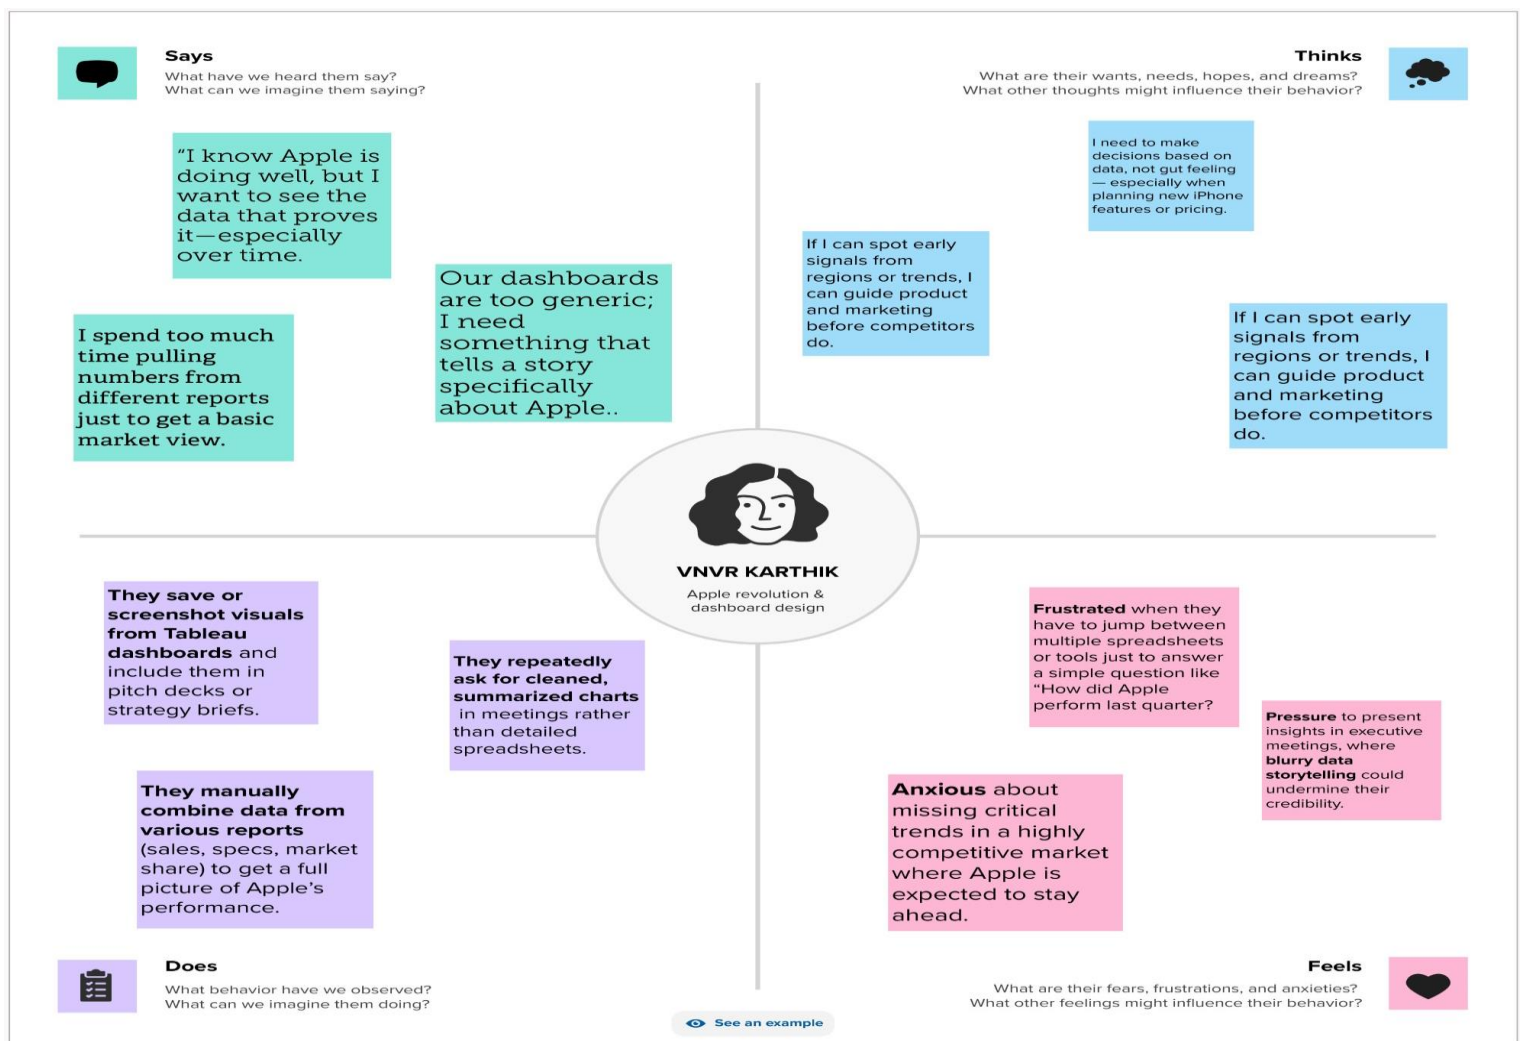 Says
What have we heard them say?
What can we imagine them saying?
"I know Apple is
doing well, but I
want to see the
data that proves
it—especially
over time.
Our dashboards
are too generic;
I need
something that
tells a story
specifically
about Apple..
I spend too much
time pulling
numbers from
different reports
just to get a basic
market view.
Thinks
What are their wants, needs, hopes, and dreams?
What other thoughts might influence their behavior?
I need to make
decisions based on
data, not gut feeling
— especially when
planning new iPhone
features or pricing.
If I can spot early
signals from
regions or trends, I
can guide product
and marketing
before competitors
do.
If I can spot early
signals from
regions or trends, I
can guide product
and marketing
before competitors
do.
VNVR KARTHIK
Apple revolution &
dashboard design
They save or
screenshot visuals
from Tableau
dashboards and
include them in
pitch decks or
strategy briefs.
They repeatedly
ask for cleaned,
summarized charts
in meetings rather
than detailed
spreadsheets.
They manually
combine data from
various reports
(sales, specs, market
share) to get a full
picture of Apple's
performance.
Does
What behavior have we observed?
What can we imagine them doing?
Frustrated when they
have to jump between
multiple spreadsheets
or tools just to answer
a simple question like
"How did Apple
perform last quarter?
Pressure to present
insights in executive
meetings, where
blurry data
storytelling could
undermine their
credibility.
Anxious about
missing critical
trends in a highly
competitive market
where Apple is
expected to stay
ahead.
Feels
What are their fears, frustrations, and anxieties?
What other feelings might influence their behavior?
See an example